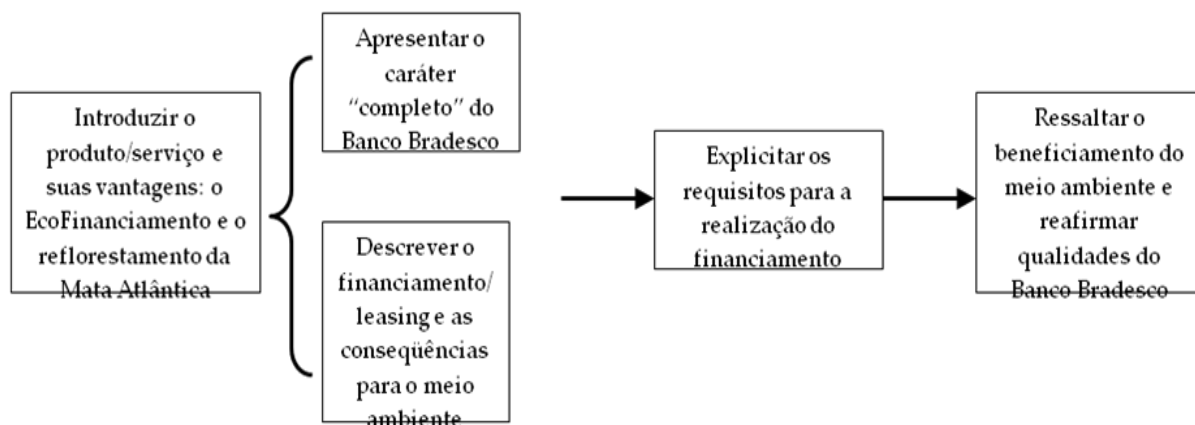 Introduzir o
produto/serviço e
suas vantagens: o
EcoFinanciamento e o
reflorestamento da
Mata Atlântica
Apresentar o
caráter
“completo” do
Banco Bradesco
Descrever o
financiamento/
leasing e as
conseqüências
para o meio
ambiente
Explicitar os
requisitos para a
realização do
financiamento
Ressaltar o
beneficiamento do
meio ambiente e
reafirmar
qualidades do
Banco Bradesco